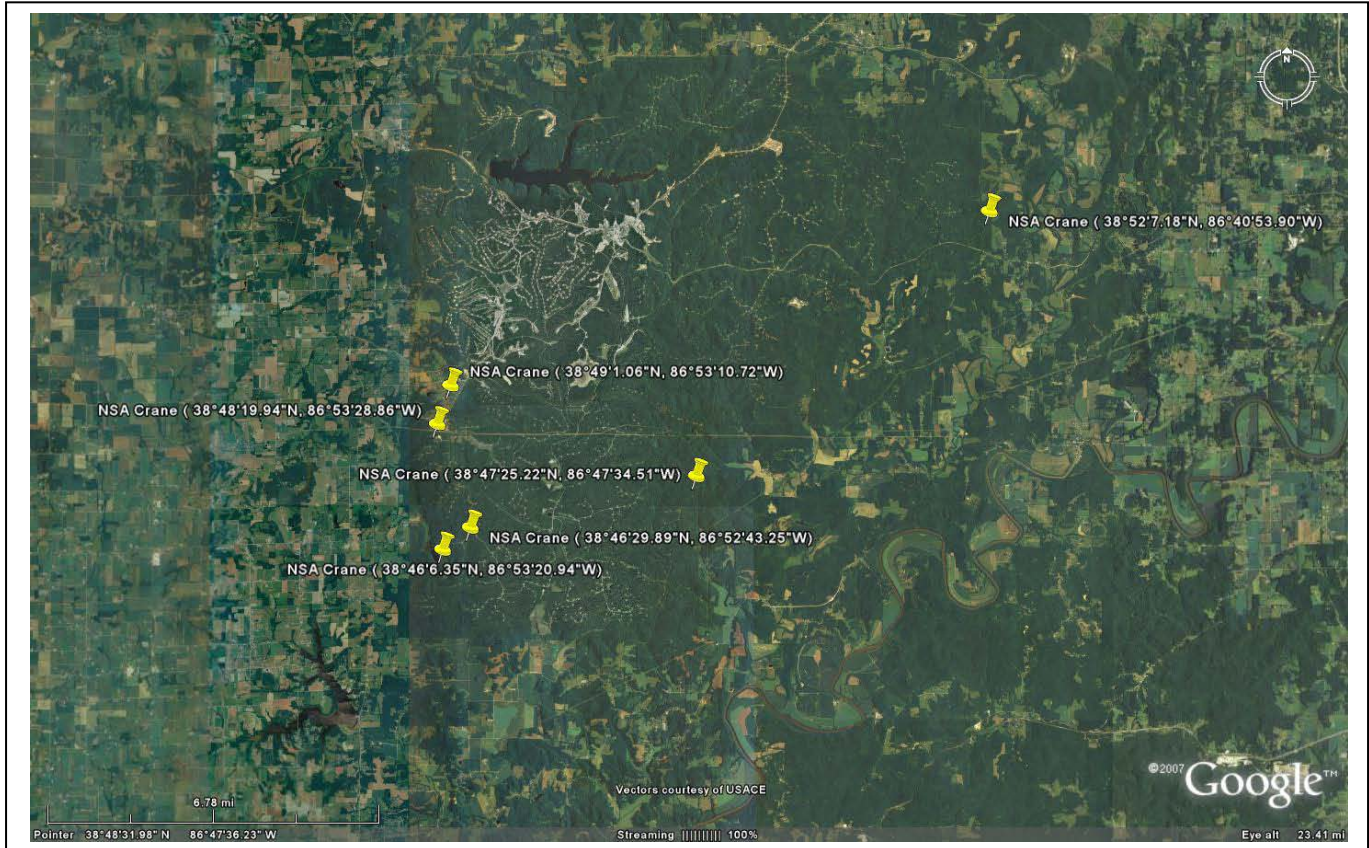 N
NSA Crane ( 38°52'7.18"N, 86°40'53.90"W)
NSA Crane ( 38°49'1.06"N, 86°53'10.72"W)
NSA Crane ( 38°48'19.94"N, 86°53'28.86"W)
NSA Crane ( 38°47'25.22"N, 86°47'34.51"W)
NSA Crane ( 38°46'29.89"N, 86°52'43.25"W)
NSA Crane ( 38°46'6.35"N, 86°53'20.94"W)
©2007 Google™
6.78 mi
Vectors courtesy of USACE
Pointer 38°48'31.98" N 86°47'36.23" W Streaming |||||||||| 100% Eye alt 23.41 mi